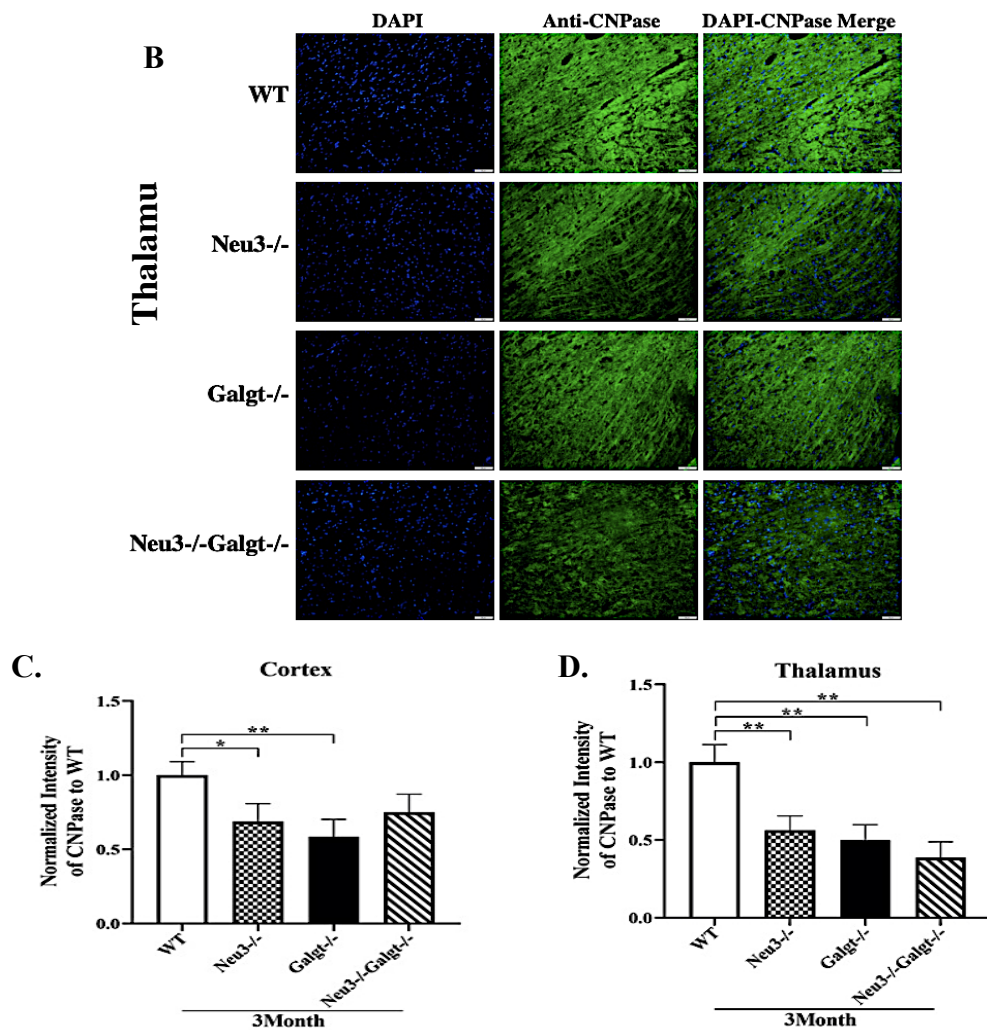 DAPI Anti-CNPase DAPI-CNPase Merge
B
WT
Thalamu
Neu3-/-
Galgt-/-
Neu3-/-Galgt-/-
C.
Cortex
Normalized Intensity
of CNPase to WT
1.5
1.0
0.5
0.0
*
**
WT
Neu3-/-
Galgt-/-
Neu3-/-Galgt-/-
3Month
D.
Thalamus
Normalized Intensity
of CNPase to WT
1.5
1.0
0.5
0.0
**
**
**
WT
Neu3-/-
Galgt-/-
Neu3-/-Galgt-/-
3Month